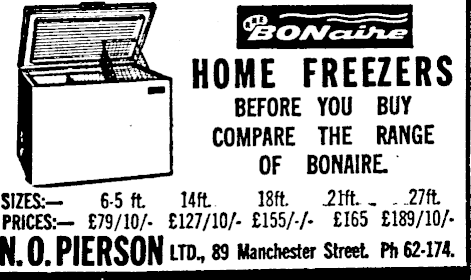 THE
BONaire
HOME FREEZERS
BEFORE YOU BUY
COMPARE THE RANGE
OF BONAIRE.
SIZES:— 6-5 ft. 14ft. 18ft. 21ft. 27ft.
PRICES:— £79/10/- £127/10/- £155/-/- £165 £189/10/-
N.O. PIERSON LTD., 89 Manchester Street. Ph 62-174.